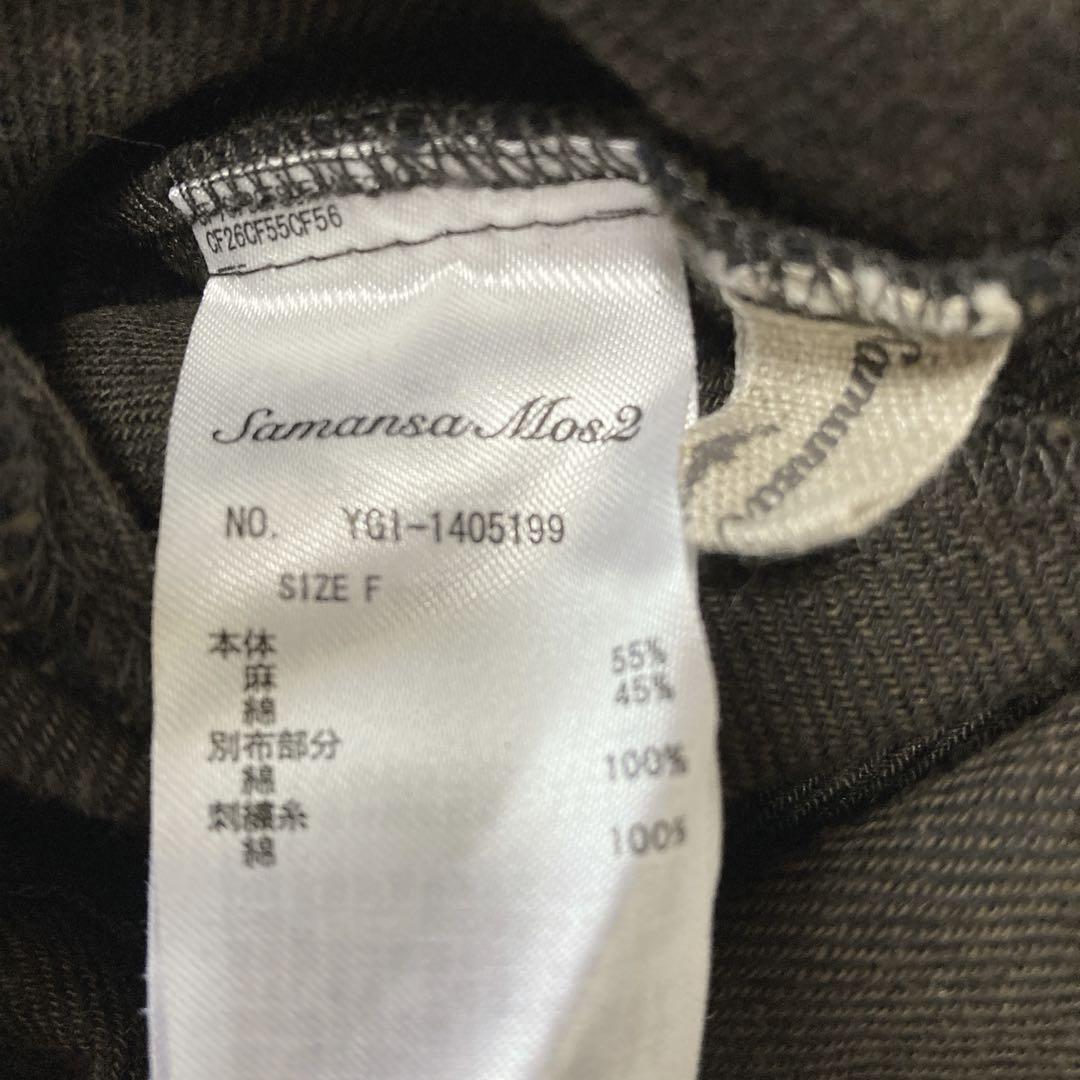 CF26CF55CF56
Samansa Mos2
NO. YGI-1405199
SIZE F
本体
麻 55%
綿 45%
別布部分
綿 100%
刺繍糸
綿 100%